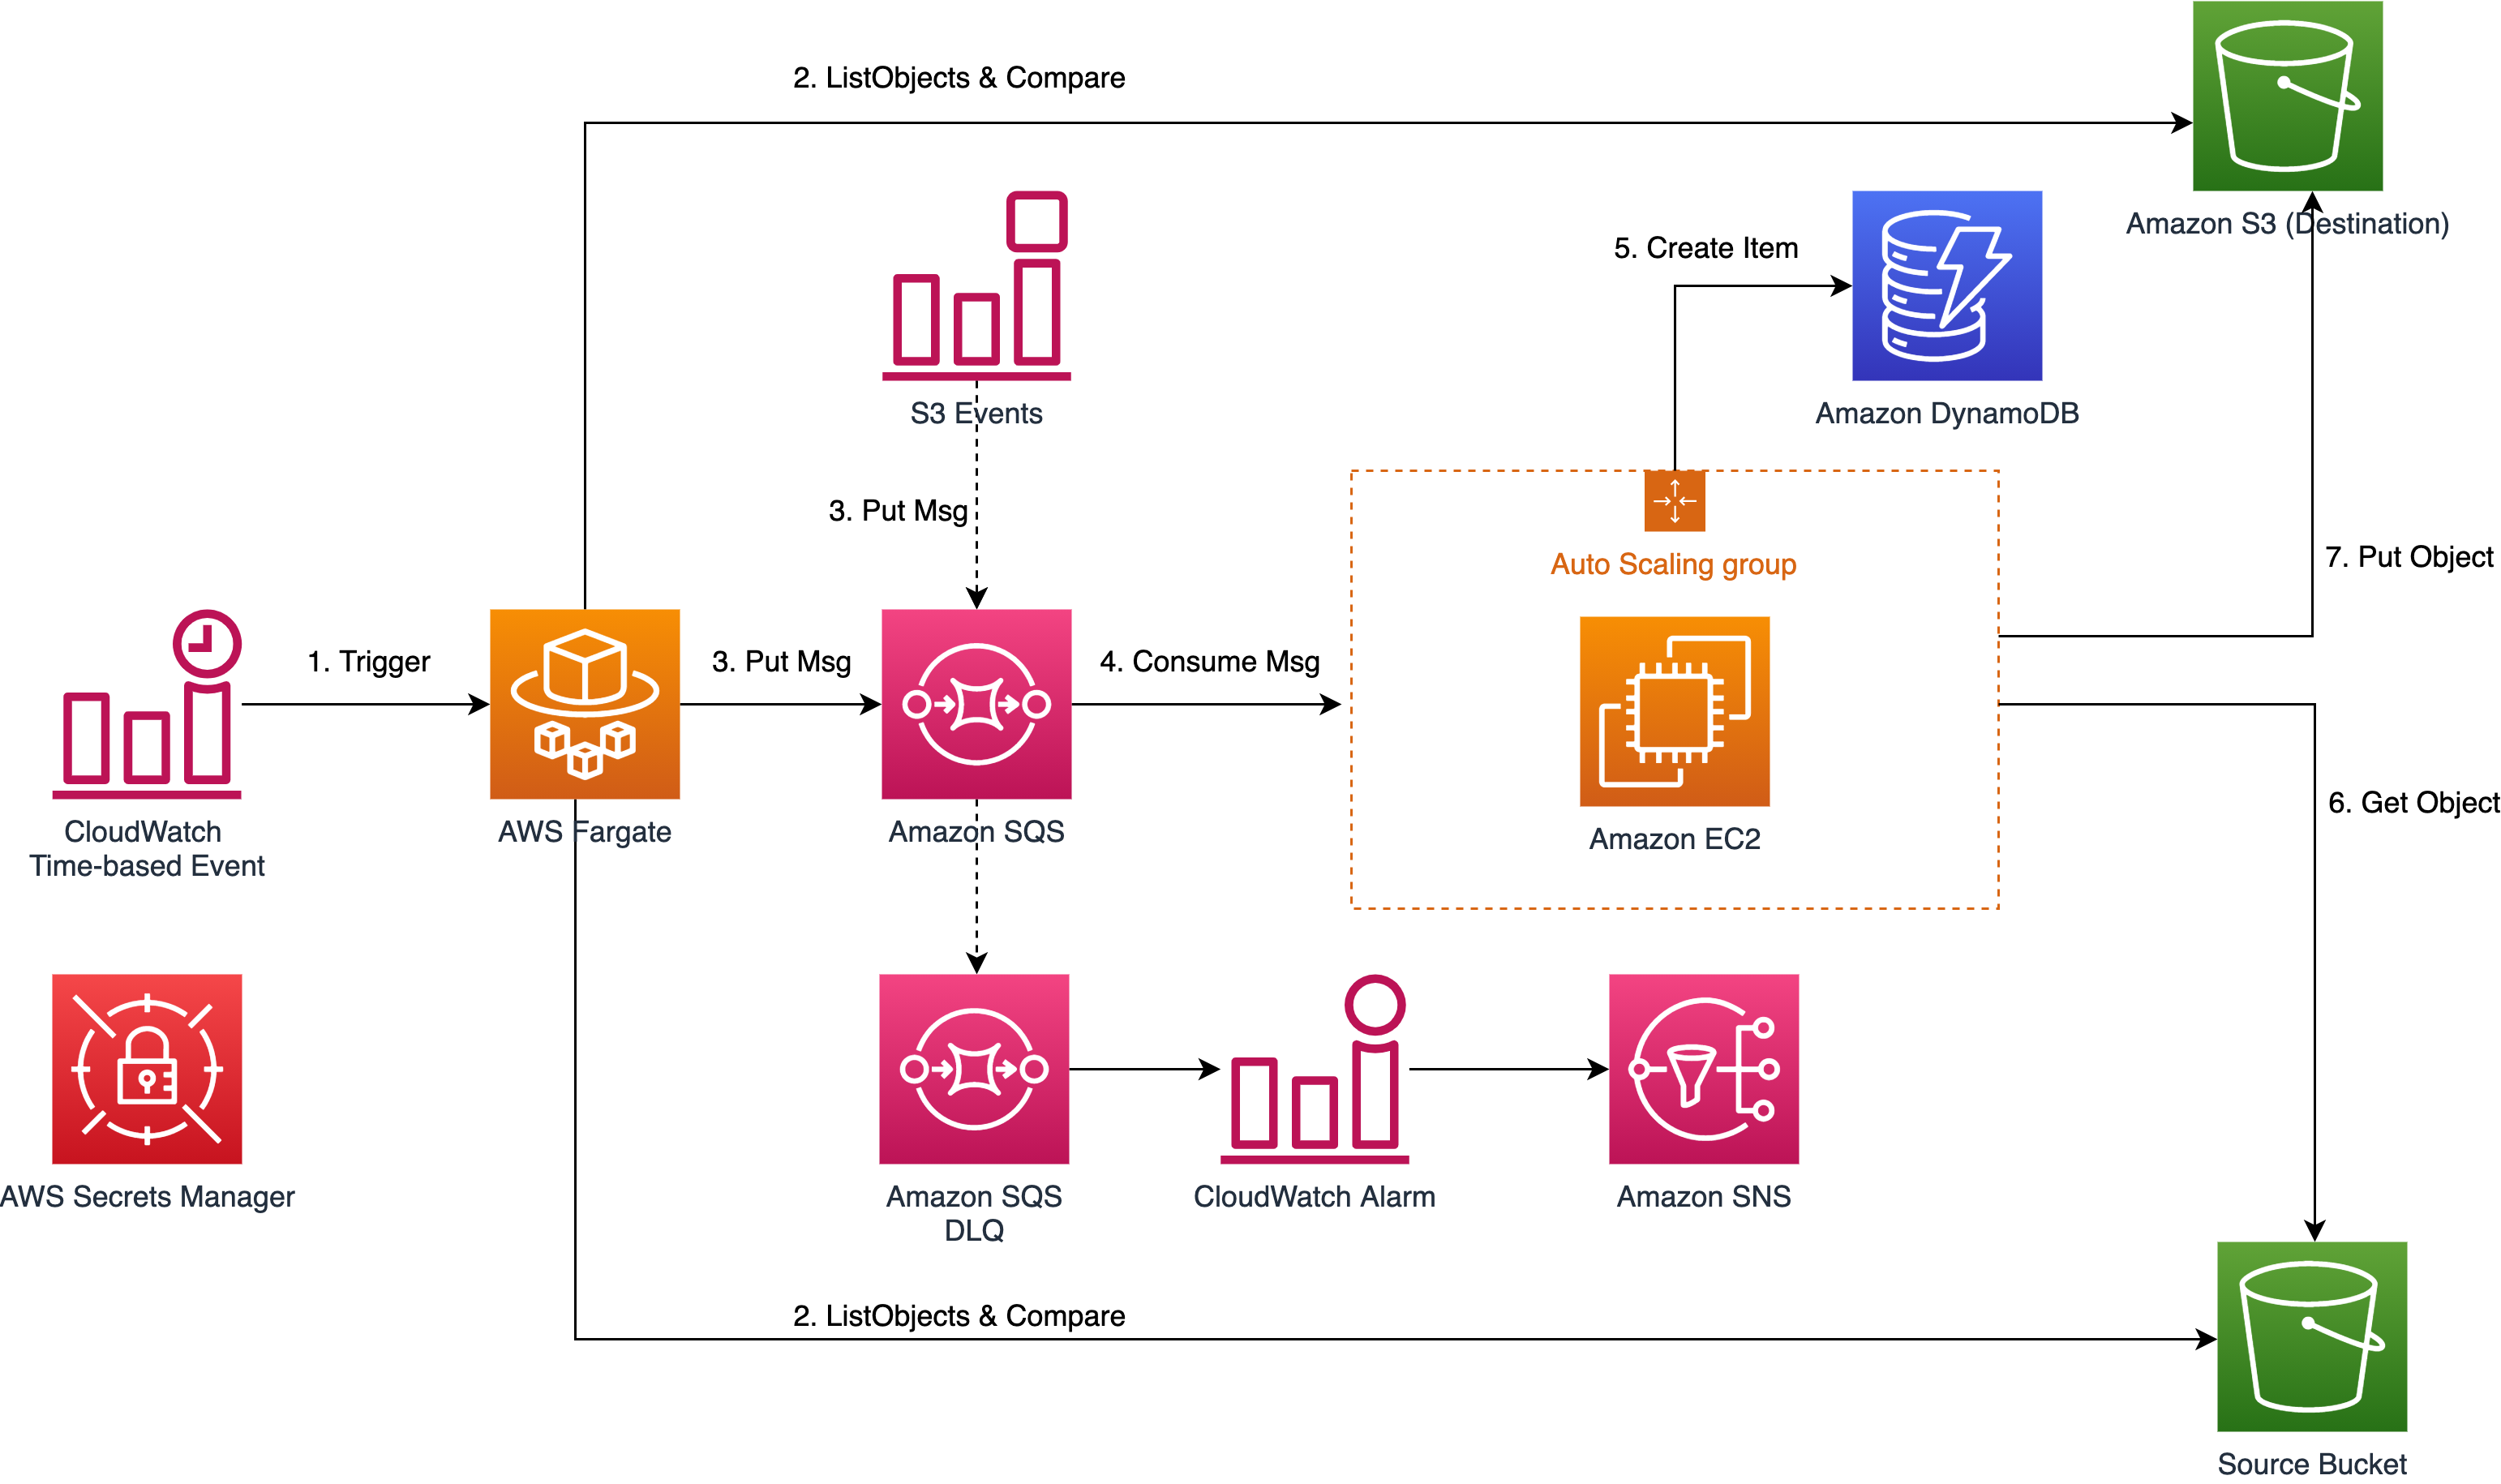 2. ListObjects & Compare
Amazon S3 (Destination)
5. Create Item
S3 Events
Amazon DynamoDB
3. Put Msg
Auto Scaling group
7. Put Object
1. Trigger
3. Put Msg
4. Consume Msg
6. Get Object
CloudWatch
Time-based Event
AWS Fargate
Amazon SQS
Amazon EC2
AWS Secrets Manager
Amazon SQS
DLQ
CloudWatch Alarm
Amazon SNS
2. ListObjects & Compare
Source Bucket